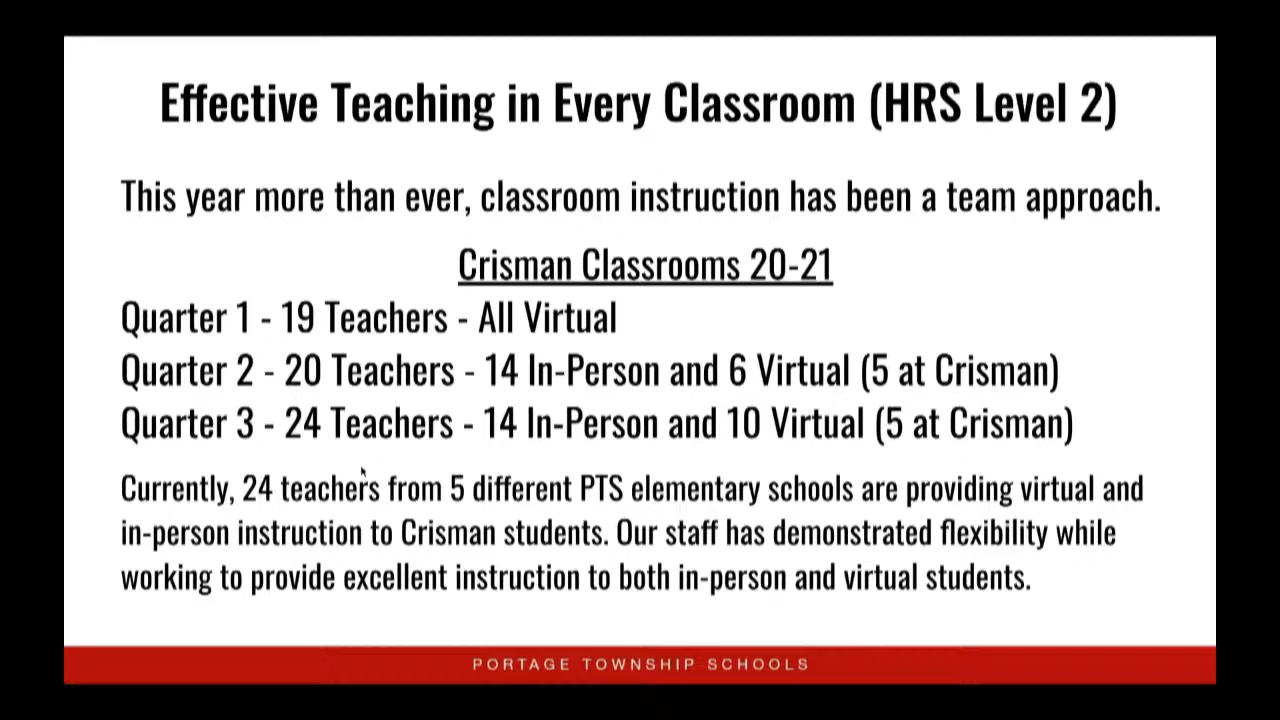 Effective Teaching in Every Classroom (HRS Level 2)
This year more than ever, classroom instruction has been a team approach.
Crisman Classrooms 20-21
Quarter 1 - 19 Teachers - All Virtual
Quarter 2 - 20 Teachers - 14 In-Person and 6 Virtual (5 at Crisman)
Quarter 3 - 24 Teachers - 14 In-Person and 10 Virtual (5 at Crisman)
Currently, 24 teachers from 5 different PTS elementary schools are providing virtual and
in-person instruction to Crisman students. Our staff has demonstrated flexibility while
working to provide excellent instruction to both in-person and virtual students.
PORTAGE TOWNSHIP SCHOOLS